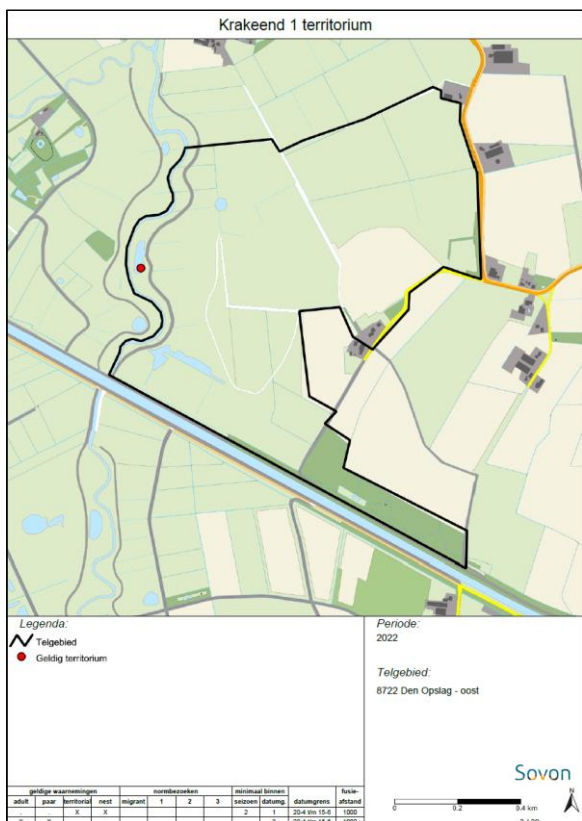 Krakeend 1 territorium
Legenda:
Telgebied
Geldig territorium
Periode:
2022
Telgebied:
8722 Den Opslag - oost
Sovon
0 0.2 0.4 km
N
geldige waarnemingen normbezoeken minimaal binnen fusie-
adult paar territorial nest migrant 1 2 3 seizoen datumg. datumgrens afstand
. . X X 2 1 20-4 t/m 15-6 1000